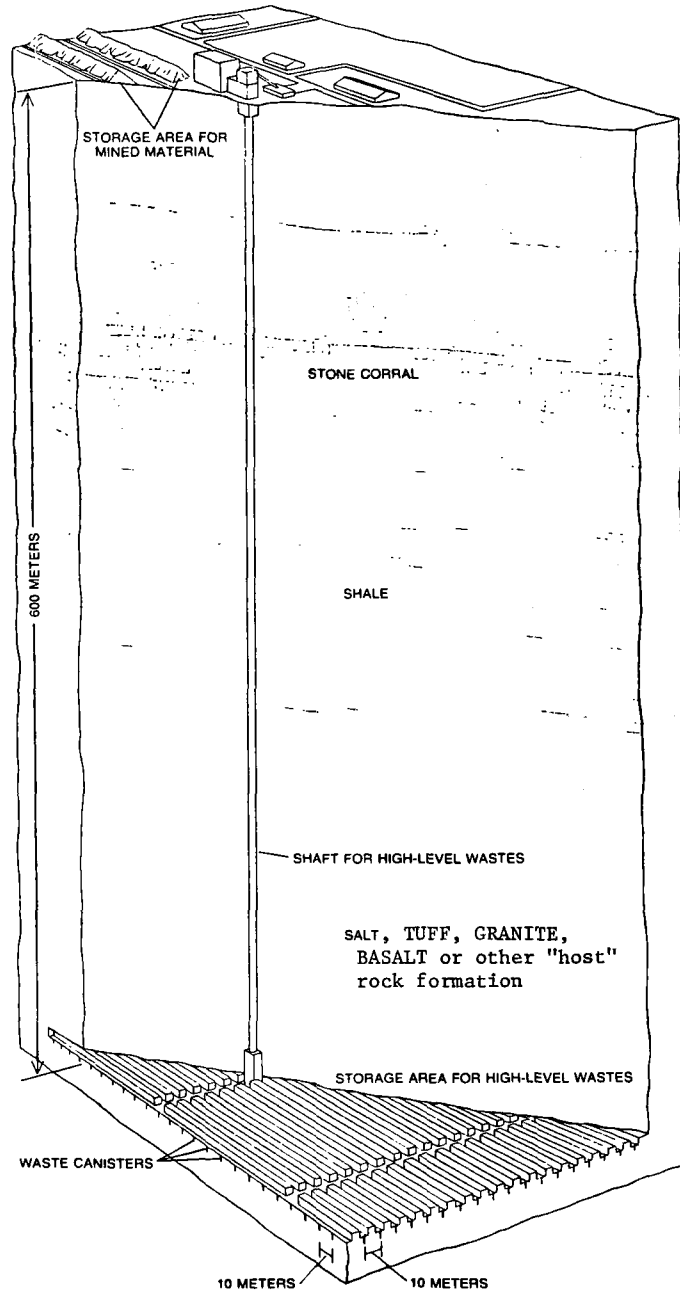 STORAGE AREA FOR
MINED MATERIAL
STONE CORRAL
600 METERS
SHALE
SHAFT FOR HIGH-LEVEL WASTES
SALT, TUFF, GRANITE,
BASALT or other "host"
rock formation
STORAGE AREA FOR HIGH-LEVEL WASTES
WASTE CANISTERS
10 METERS
10 METERS